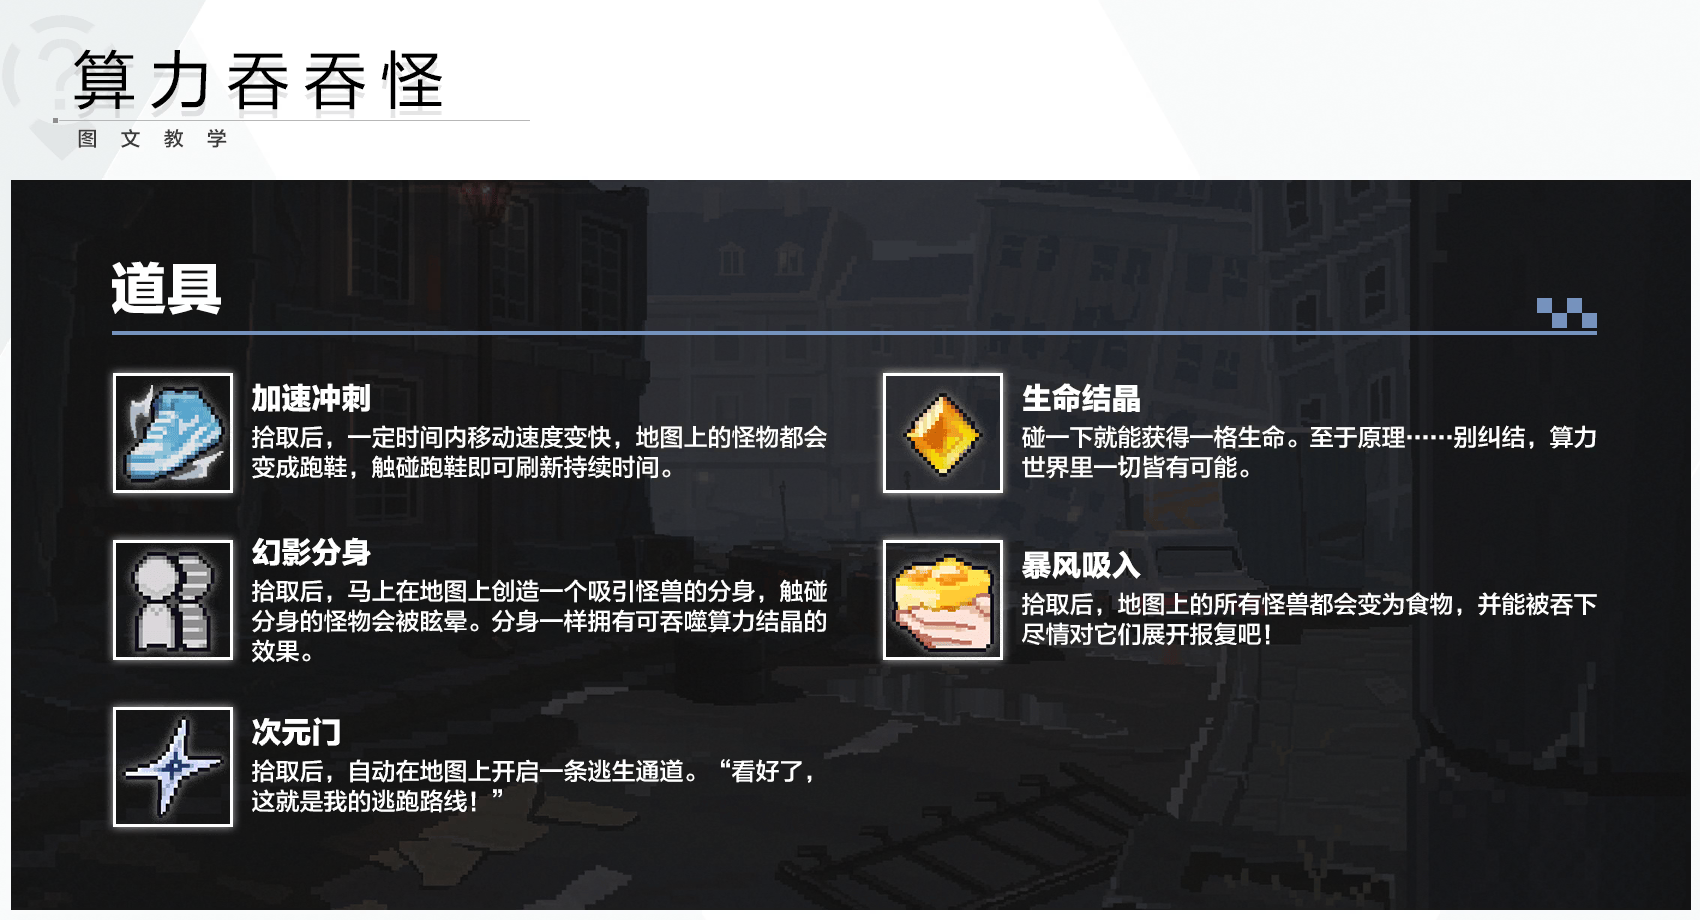 算力吞吞怪
图文教学
道具
加速冲刺
拾取后，一定时间内移动速度变快，地图上的怪物都会
变成跑鞋，触碰跑鞋即可刷新持续时间。
幻影分身
拾取后，马上在地图上创造一个吸引怪兽的分身，触碰
分身的怪物会被眩晕。分身一样拥有可吞噬算力结晶的
效果。
次元门
拾取后，自动在地图上开启一条逃生通道。“看好了，
这就是我的逃跑路线！”
生命结晶
碰一下就能获得一格生命。至于原理……别纠结，算力
世界里一切皆有可能。
暴风吸入
拾取后，地图上的所有怪兽都会变为食物，并能被吞下
尽情对它们展开报复吧！